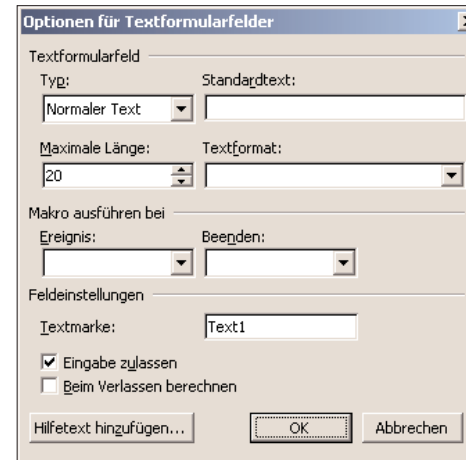 Optionen für Textformularfelder
Textformularfeld
Typ: Standardtext:
Normaler Text
Maximale Länge: Textformat:
20
Makro ausführen bei
Ereignis: Beenden:
Feldeinstellungen
Textmarke: Text1
Eingabe zulassen
Beim Verlassen berechnen
Hilfetext hinzufügen... OK Abbrechen